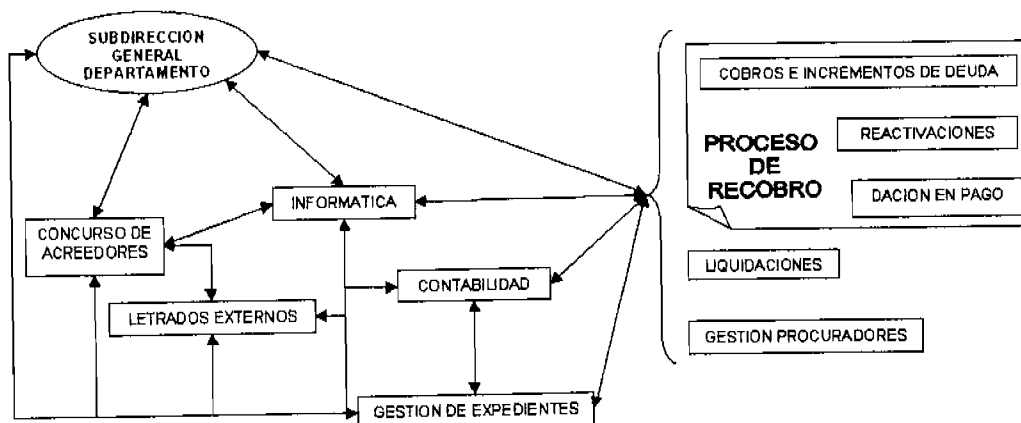 SUBDIRECCION
GENERAL
DEPARTAMENTO
COBROS E INCREMENTOS DE DEUDA
PROCESO
DE
RECOBRO
REACTIVACIONES
DACION EN PAGO
INFORMATICA
CONCURSO DE
ACREEDORES
LIQUIDACIONES
CONTABILIDAD
LETRADOS EXTERNOS
GESTION PROCURADORES
GESTION DE EXPEDIENTES